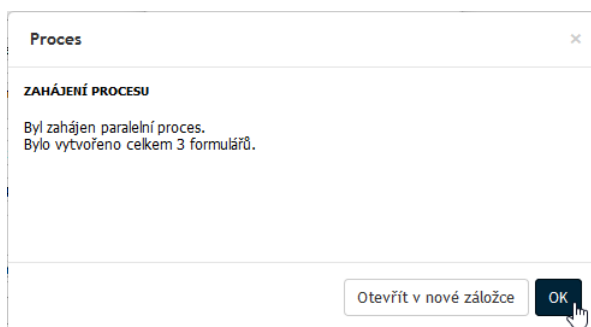 Proces
×
ZAHÁJENÍ PROCESU
Byl zahájen paralelní proces.
Bylo vytvořeno celkem 3 formulářů.
Otevřít v nové záložce
OK